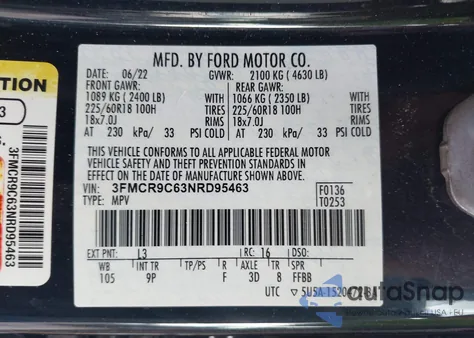 MFD. BY FORD MOTOR CO.
DATE: 06/22 GVWR: 2100 KG ( 4630 LB)
FRONT GAWR: REAR GAWR:
1089 KG ( 2400 LB) 1066 KG ( 2350 LB)
225/60R18 100H TIRES 225/60R18 100H TIRES
18x7.0J RIMS 18x7.0J RIMS
AT 230 kPa/ 33 PSI COLD AT 230 kPa/ 33 PSI COLD
THIS VEHICLE CONFORMS TO ALL APPLICABLE FEDERAL MOTOR
VEHICLE SAFETY AND THEFT PREVENTION STANDARDS IN
EFFECT ON THE DATE OF MANUFACTURE SHOWN ABOVE.
VIN: 3FMCR9C63NRD95463 F0136
TYPE: MPV T0253
EXT PNT: L3 RC: 16 DSO:
WB INT TR TP/PS R AXLE TR SPR
105 9P F 3D 8 FFBB
UTC
TION
3
3FMCR9C63NRD95463
autoSnap